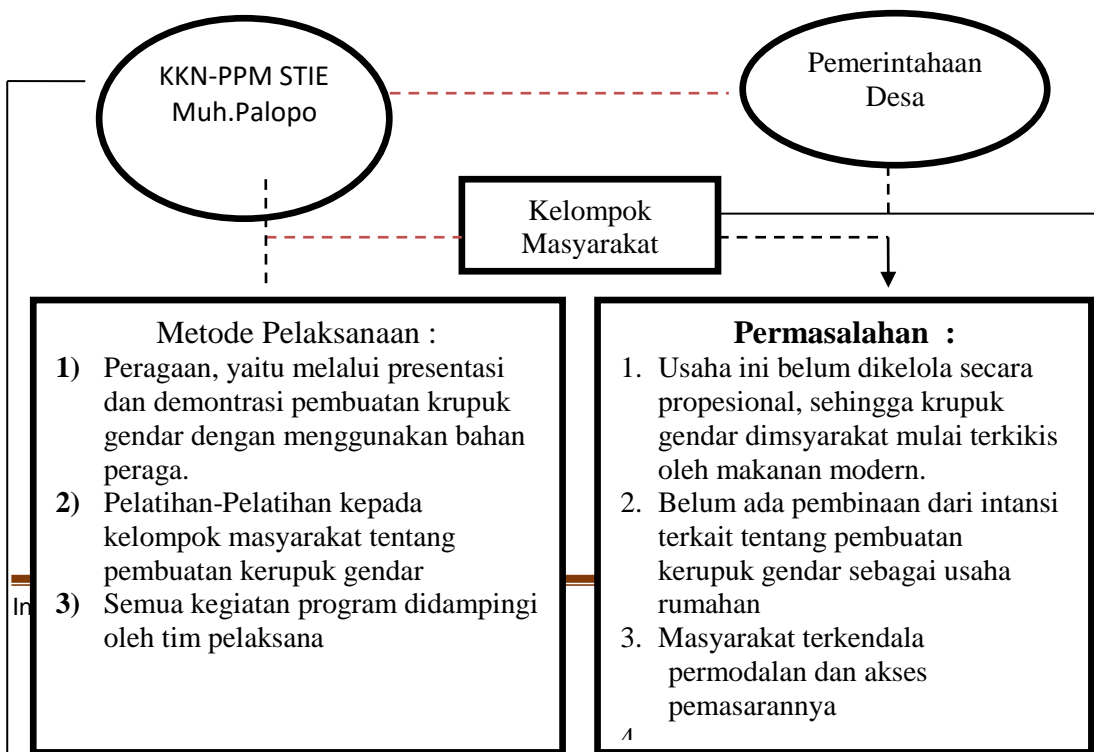 KKN-PPM STIE
Muh.Palopo
Pemerintahaan
Desa
Kelompok
Masyarakat
Metode Pelaksanaan :
1) Peragaan, yaitu melalui presentasi
dan demontrasi pembuatan krupuk
gendar dengan menggunakan bahan
peraga.
2) Pelatihan-Pelatihan kepada
kelompok masyarakat tentang
pembuatan kerupuk gendar
3) Semua kegiatan program didampingi
oleh tim pelaksana
Permasalahan :
1. Usaha ini belum dikelola secara
propesional, sehingga krupuk
gendar dimsyarakat mulai terkikis
oleh makanan modern.
2. Belum ada pembinaan dari intansi
terkait tentang pembuatan
kerupuk gendar sebagai usaha
rumahan
3. Masyarakat terkendala
permodalan dan akses
pemasarannya